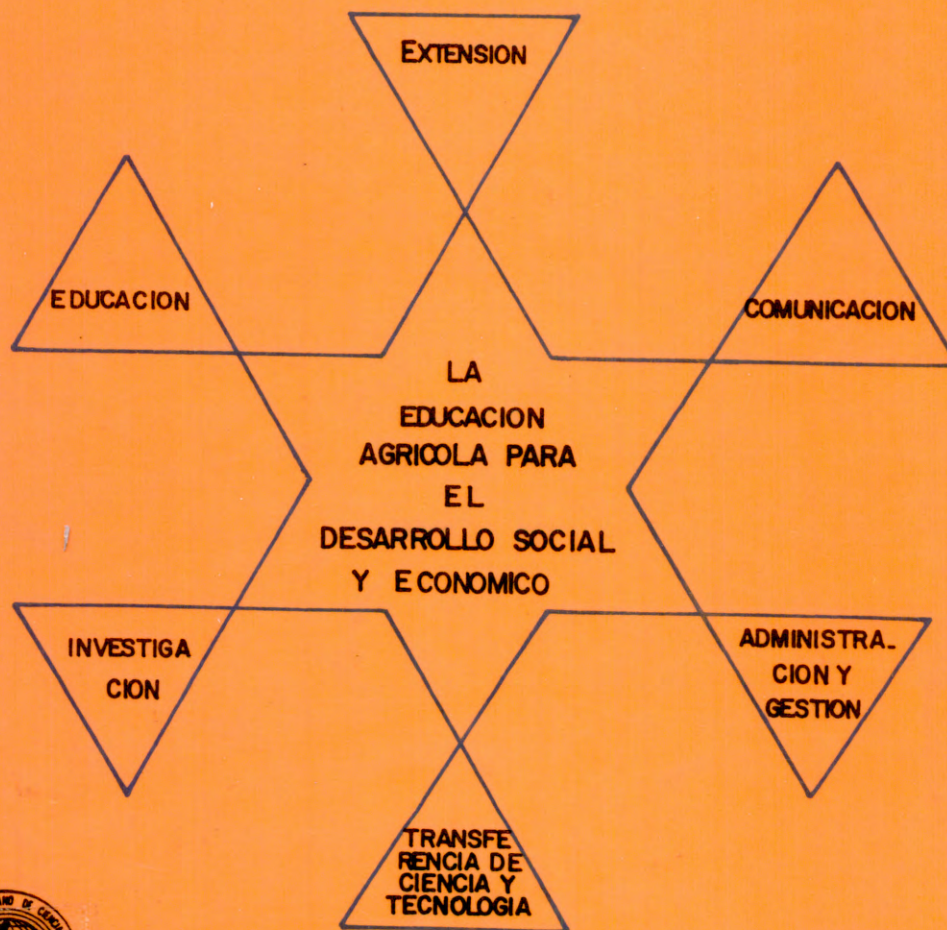 EXTENSION
EDUCACION
COMUNICACION
LA
EDUCACION
AGRICOLA PARA
EL
DESARROLLO SOCIAL
Y ECONOMICO
INVESTIGA
CION
ADMINISTRA-
CION Y
GESTION
TRANSFE
RENCIA DE
CIENCIA Y
TECNOLOGIA